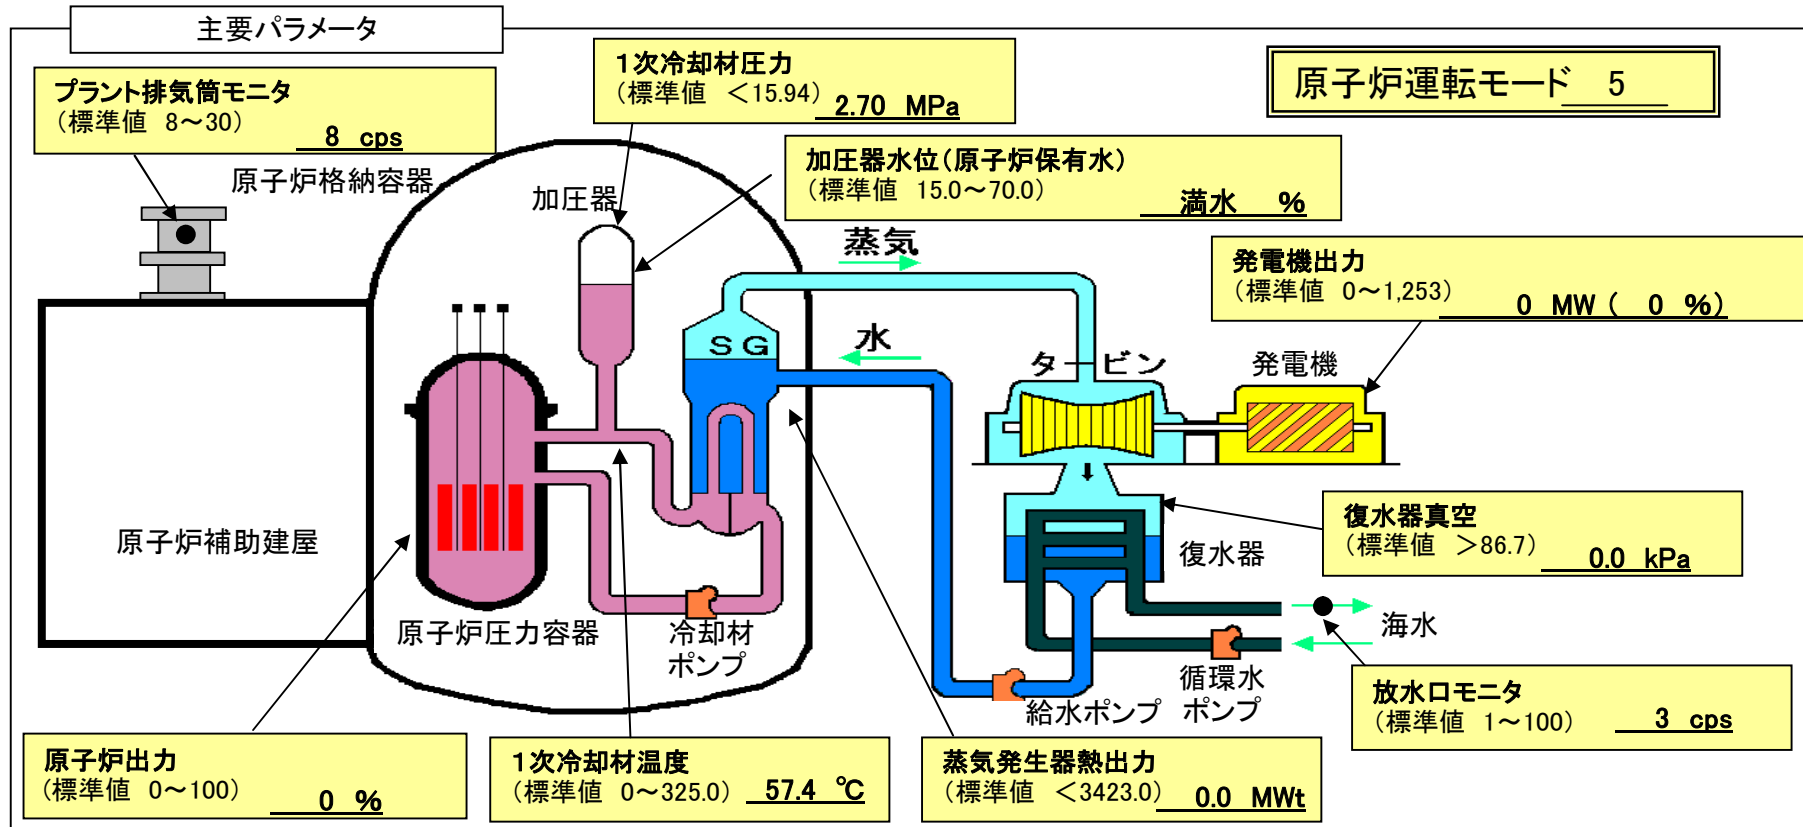 主要パラメータ
原子炉運転モード 5
プラント排気筒モニタ
(標準値 8～30)
8 cps
1次冷却材圧力
(標準値 ＜15.94)
2.70 MPa
加圧器水位(原子炉保有水)
(標準値 15.0～70.0)
満水 %
原子炉格納容器
加圧器
蒸気
発電機出力
(標準値 0～1,253)
0 MW ( 0 %)
水
SG
タービン
発電機
原子炉補助建屋
原子炉圧力容器
冷却材
ポンプ
復水器
復水器真空
(標準値 ＞86.7)
0.0 kPa
海水
循環水
ポンプ
給水ポンプ
放水口モニタ
(標準値 1～100)
3 cps
原子炉出力
(標準値 0～100)
0 %
1次冷却材温度
(標準値 0～325.0)
57.4 ℃
蒸気発生器熱出力
(標準値 ＜3423.0)
0.0 MWt